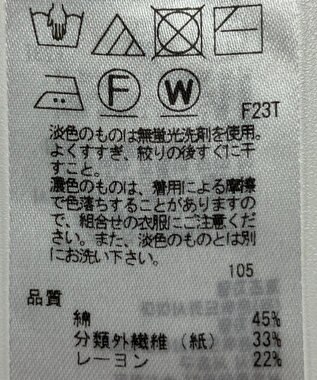 F
W
F23T
淡色のものは無蛍光洗剤を使用。
よくすすぎ、絞りの後すぐに干
すこと。
濃色のものは、着用による摩擦
で色落ちすることがありますの
で、組合せの衣服にご注意くだ
さい。また、淡色のものとは別
にお洗い下さい。
105
品質
綿 45%
分類外繊維(紙) 33%
レーヨン 22%